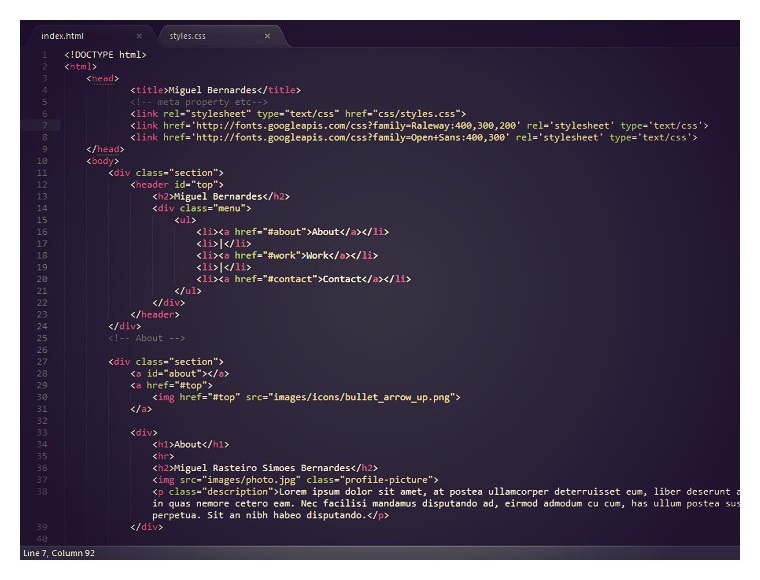 index.html × styles.css ×
1 <!DOCTYPE html>
2 <html>
3 <head>
4 <title>Miguel Bernardes</title>
5 <!-- meta property etc-->
6 <link rel="stylesheet" type="text/css" href="css/styles.css">
7 <link href='http://fonts.googleapis.com/css?family=Raleway:400,300,200' rel='stylesheet' type='text/css'>
8 <link href='http://fonts.googleapis.com/css?family=Open+Sans:400,300' rel='stylesheet' type='text/css'>
9 </head>
10 <body>
11 <div class="section">
12 <header id="top">
13 <h2>Miguel Bernardes</h2>
14 <div class="menu">
15 <ul>
16 <li><a href="#about">About</a></li>
17 <li>|</li>
18 <li><a href="#work">Work</a></li>
19 <li>|</li>
20 <li><a href="#contact">Contact</a></li>
21 </ul>
22 </div>
23 </header>
24 </div>
25 <!-- About -->
26
27 <div class="section">
28 <a id="about"></a>
29 <a href="#top">
30 <img href="#top" src="images/icons/bullet_arrow_up.png">
31 </a>
32
33 <div>
34 <h1>About</h1>
35 <hr>
36 <h2>Miguel Rasteiro Simoes Bernardes</h2>
37 <img src="images/photo.jpg" class="profile-picture">
38 <p class="description">Lorem ipsum dolor sit amet, at postea ullamcorper deterruisset eum, liber deserunt a
in quas nemore cetero eam. Nec facilisi mandamus disputando ad, eirmod admodum cu cum, has ullum postea sus
perpetua. Sit an nibh habeo disputando.</p>
39 </div>
40
Line 7, Column 92